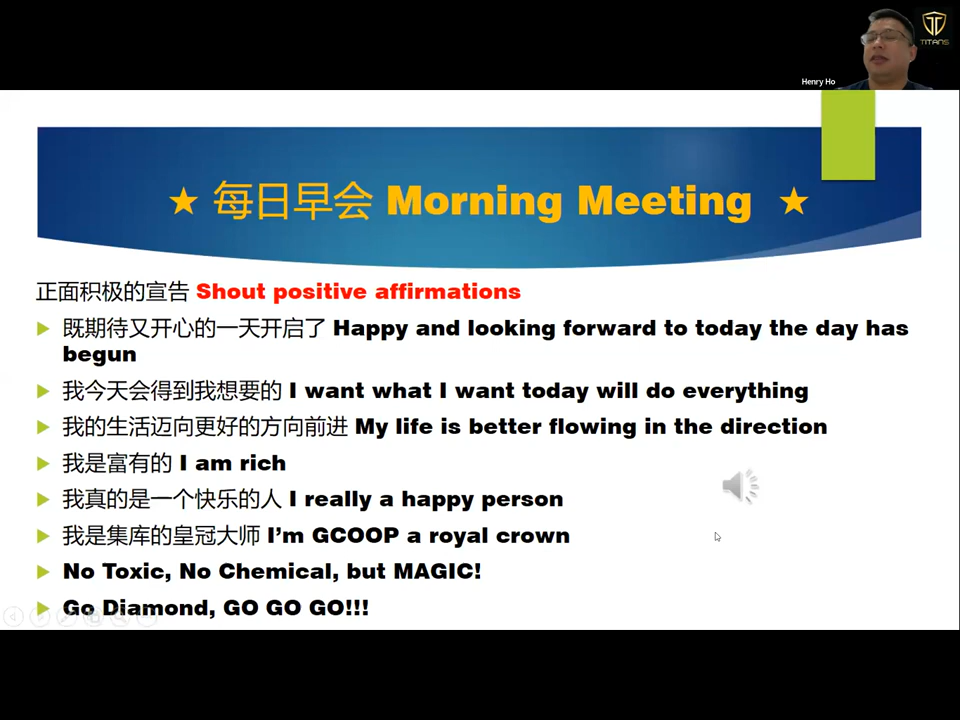 TITANS
Henry Ho
★ 每日早会 Morning Meeting ★
正面积极的宣告 Shout positive affirmations
既期待又开心的一天开启了 Happy and looking forward to today the day has
begun
我今天会得到我想要的 I want what I want today will do everything
我的生活迈向更好的方向前进 My life is better flowing in the direction
我是富有的 I am rich
我真的是一个快乐的人 I really a happy person
我是集库的皇冠大师 I’m GCOOP a royal crown
No Toxic, No Chemical, but MAGIC!
Go Diamond, GO GO GO!!!